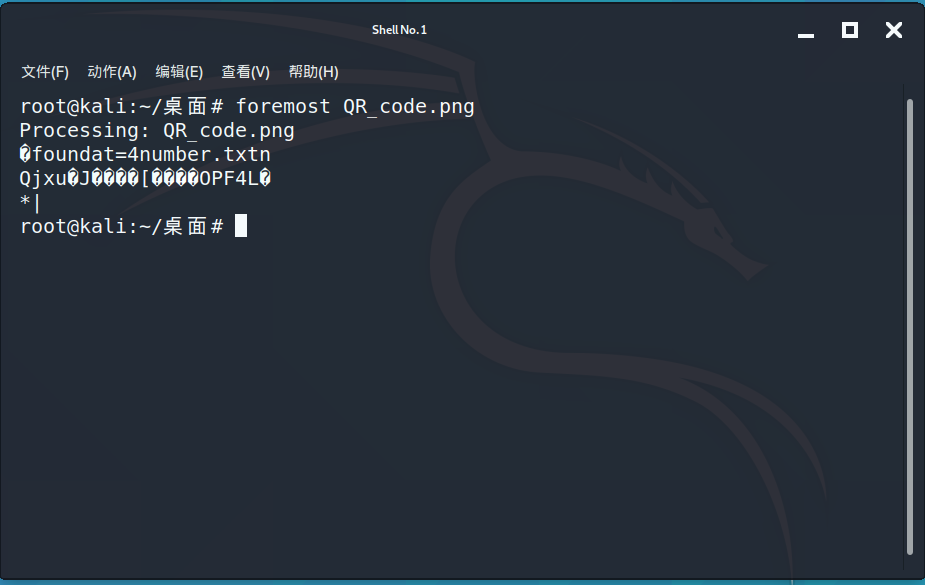 Shell No. 1
文件(F) 动作(A) 编辑(E) 查看(V) 帮助(H)
root@kali:~/桌面# foremost QR_code.png
Processing: QR_code.png
�foundat=4number.txtn
Qjxu�J����[����OPF4L�
*|
root@kali:~/桌面#